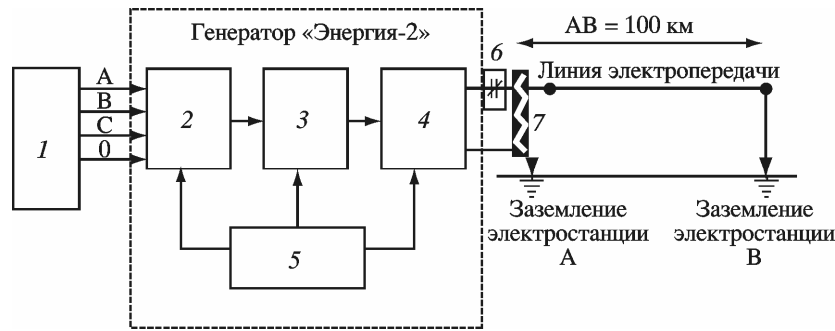 Генератор «Энергия-2»
AB = 100 км
6
Линия электропередачи
A
B
C
0
1
2
3
4
7
5
Заземление
электростанции
A
Заземление
электростанции
B